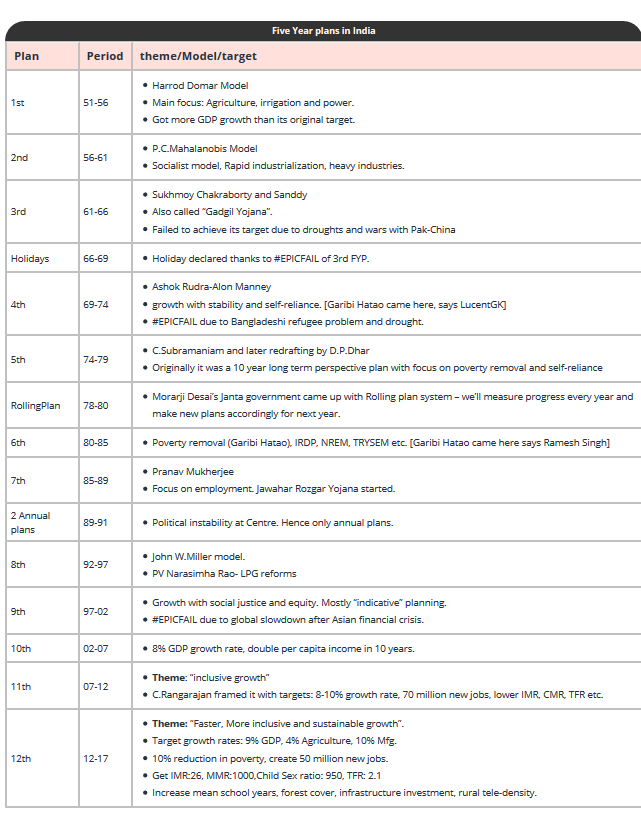 Five Year plans in India
Plan Period theme/Model/target
1st 51-56
• Harrod Domar Model
• Main focus: Agriculture, irrigation and power.
• Got more GDP growth than its original target.
2nd 56-61
• P.C.Mahalanobis Model
• Socialist model, Rapid industrialization, heavy industries.
3rd 61-66
• Sukhmoy Chakraborty and Sanddy
• Also called "Gadgil Yojana".
• Failed to achieve its target due to droughts and wars with Pak-China
Holidays 66-69
• Holiday declared thanks to #EPICFAIL of 3rd FYP.
4th 69-74
• Ashok Rudra-Alon Manney
• growth with stability and self-reliance. [Garibi Hatao came here, says LucentGK]
• #EPICFAIL due to Bangladeshi refugee problem and drought.
5th 74-79
• C.Subramaniam and later redrafting by D.P.Dhar
• Originally it was a 10 year long term perspective plan with focus on poverty removal and self-reliance
RollingPlan 78-80
• Morarji Desai's Janta government came up with Rolling plan system – we'll measure progress every year and
make new plans accordingly for next year.
6th 80-85
• Poverty removal (Garibi Hatao), IRDP, NREM, TRYSEM etc. [Garibi Hatao came here says Ramesh Singh]
7th 85-89
• Pranav Mukherjee
• Focus on employment. Jawahar Rozgar Yojana started.
2 Annual
plans 89-91
• Political instability at Centre. Hence only annual plans.
8th 92-97
• John W.Miller model.
• PV Narasimha Rao- LPG reforms
9th 97-02
• Growth with social justice and equity. Mostly "indicative" planning.
• #EPICFAIL due to global slowdown after Asian financial crisis.
10th 02-07
• 8% GDP growth rate, double per capita income in 10 years.
11th 07-12
• Theme: "inclusive growth"
• C.Rangarajan framed it with targets: 8-10% growth rate, 70 million new jobs, lower IMR, CMR, TFR etc.
12th 12-17
• Theme: "Faster, More inclusive and sustainable growth".
• Target growth rates: 9% GDP, 4% Agriculture, 10% Mfg.
• 10% reduction in poverty, create 50 million new jobs.
• Get IMR:26, MMR:1000,Child Sex ratio: 950, TFR: 2.1
• Increase mean school years, forest cover, infrastructure investment, rural tele-density.